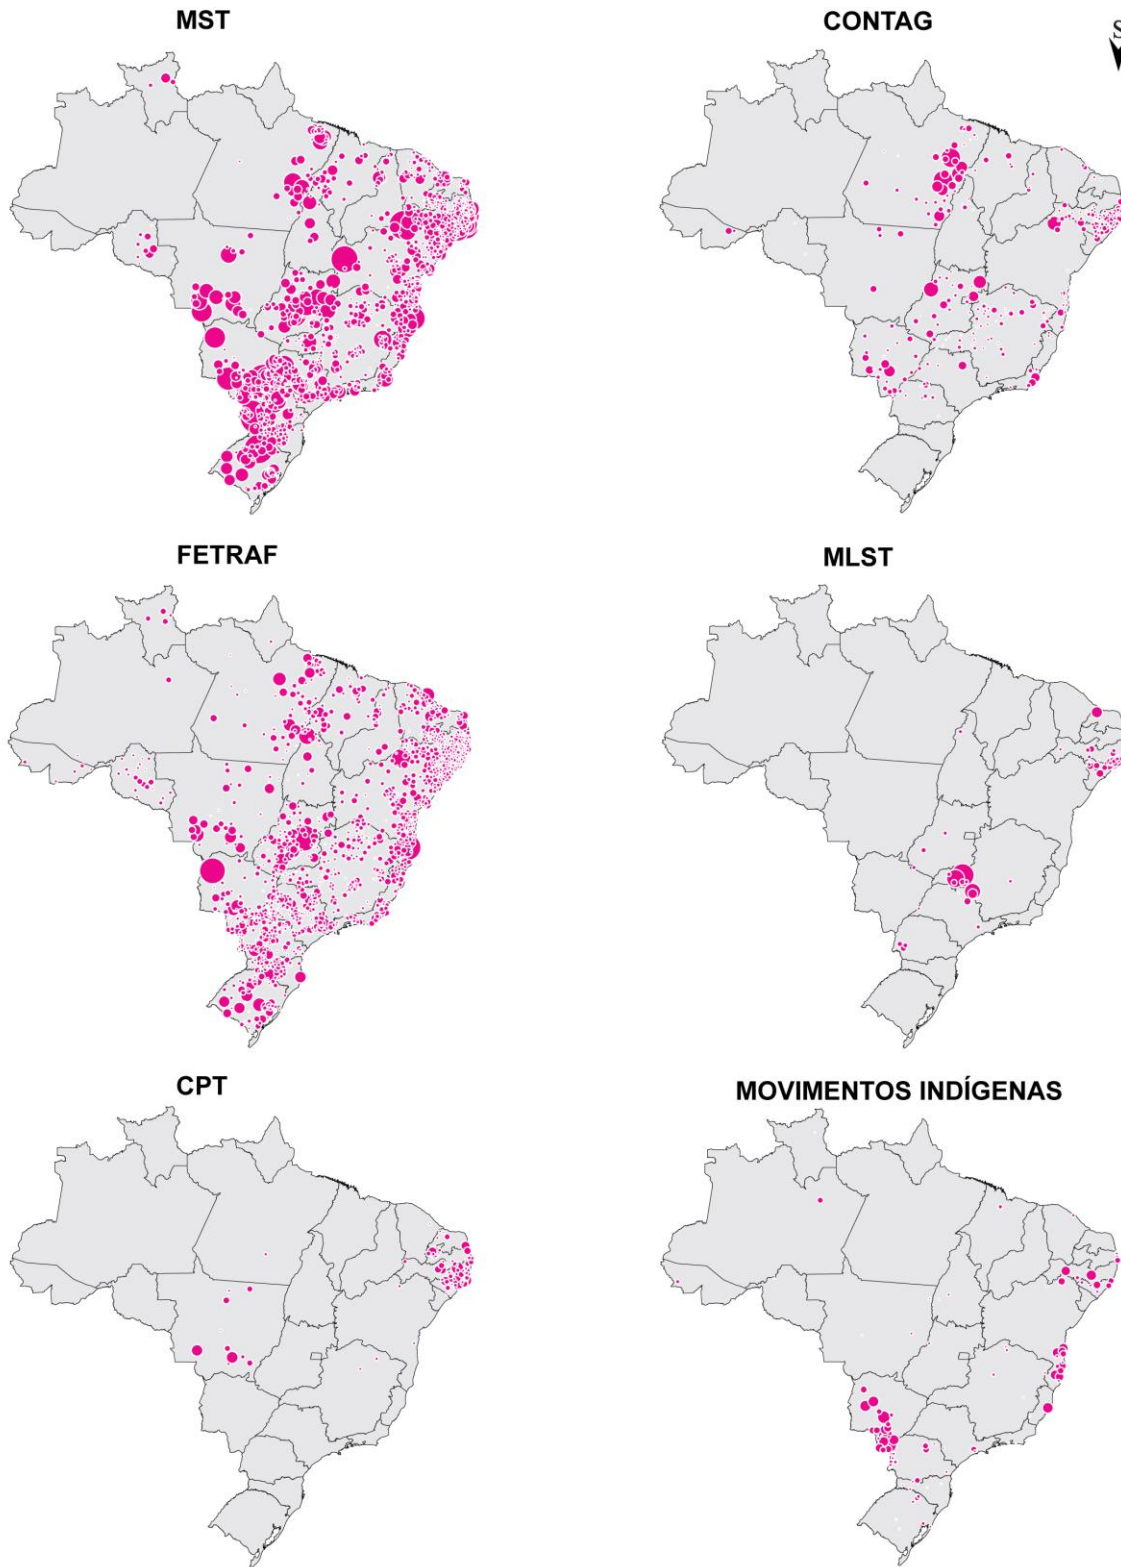 MST
CONTAG
S
FETRAF
MLST
CPT
MOVIMENTOS INDÍGENAS